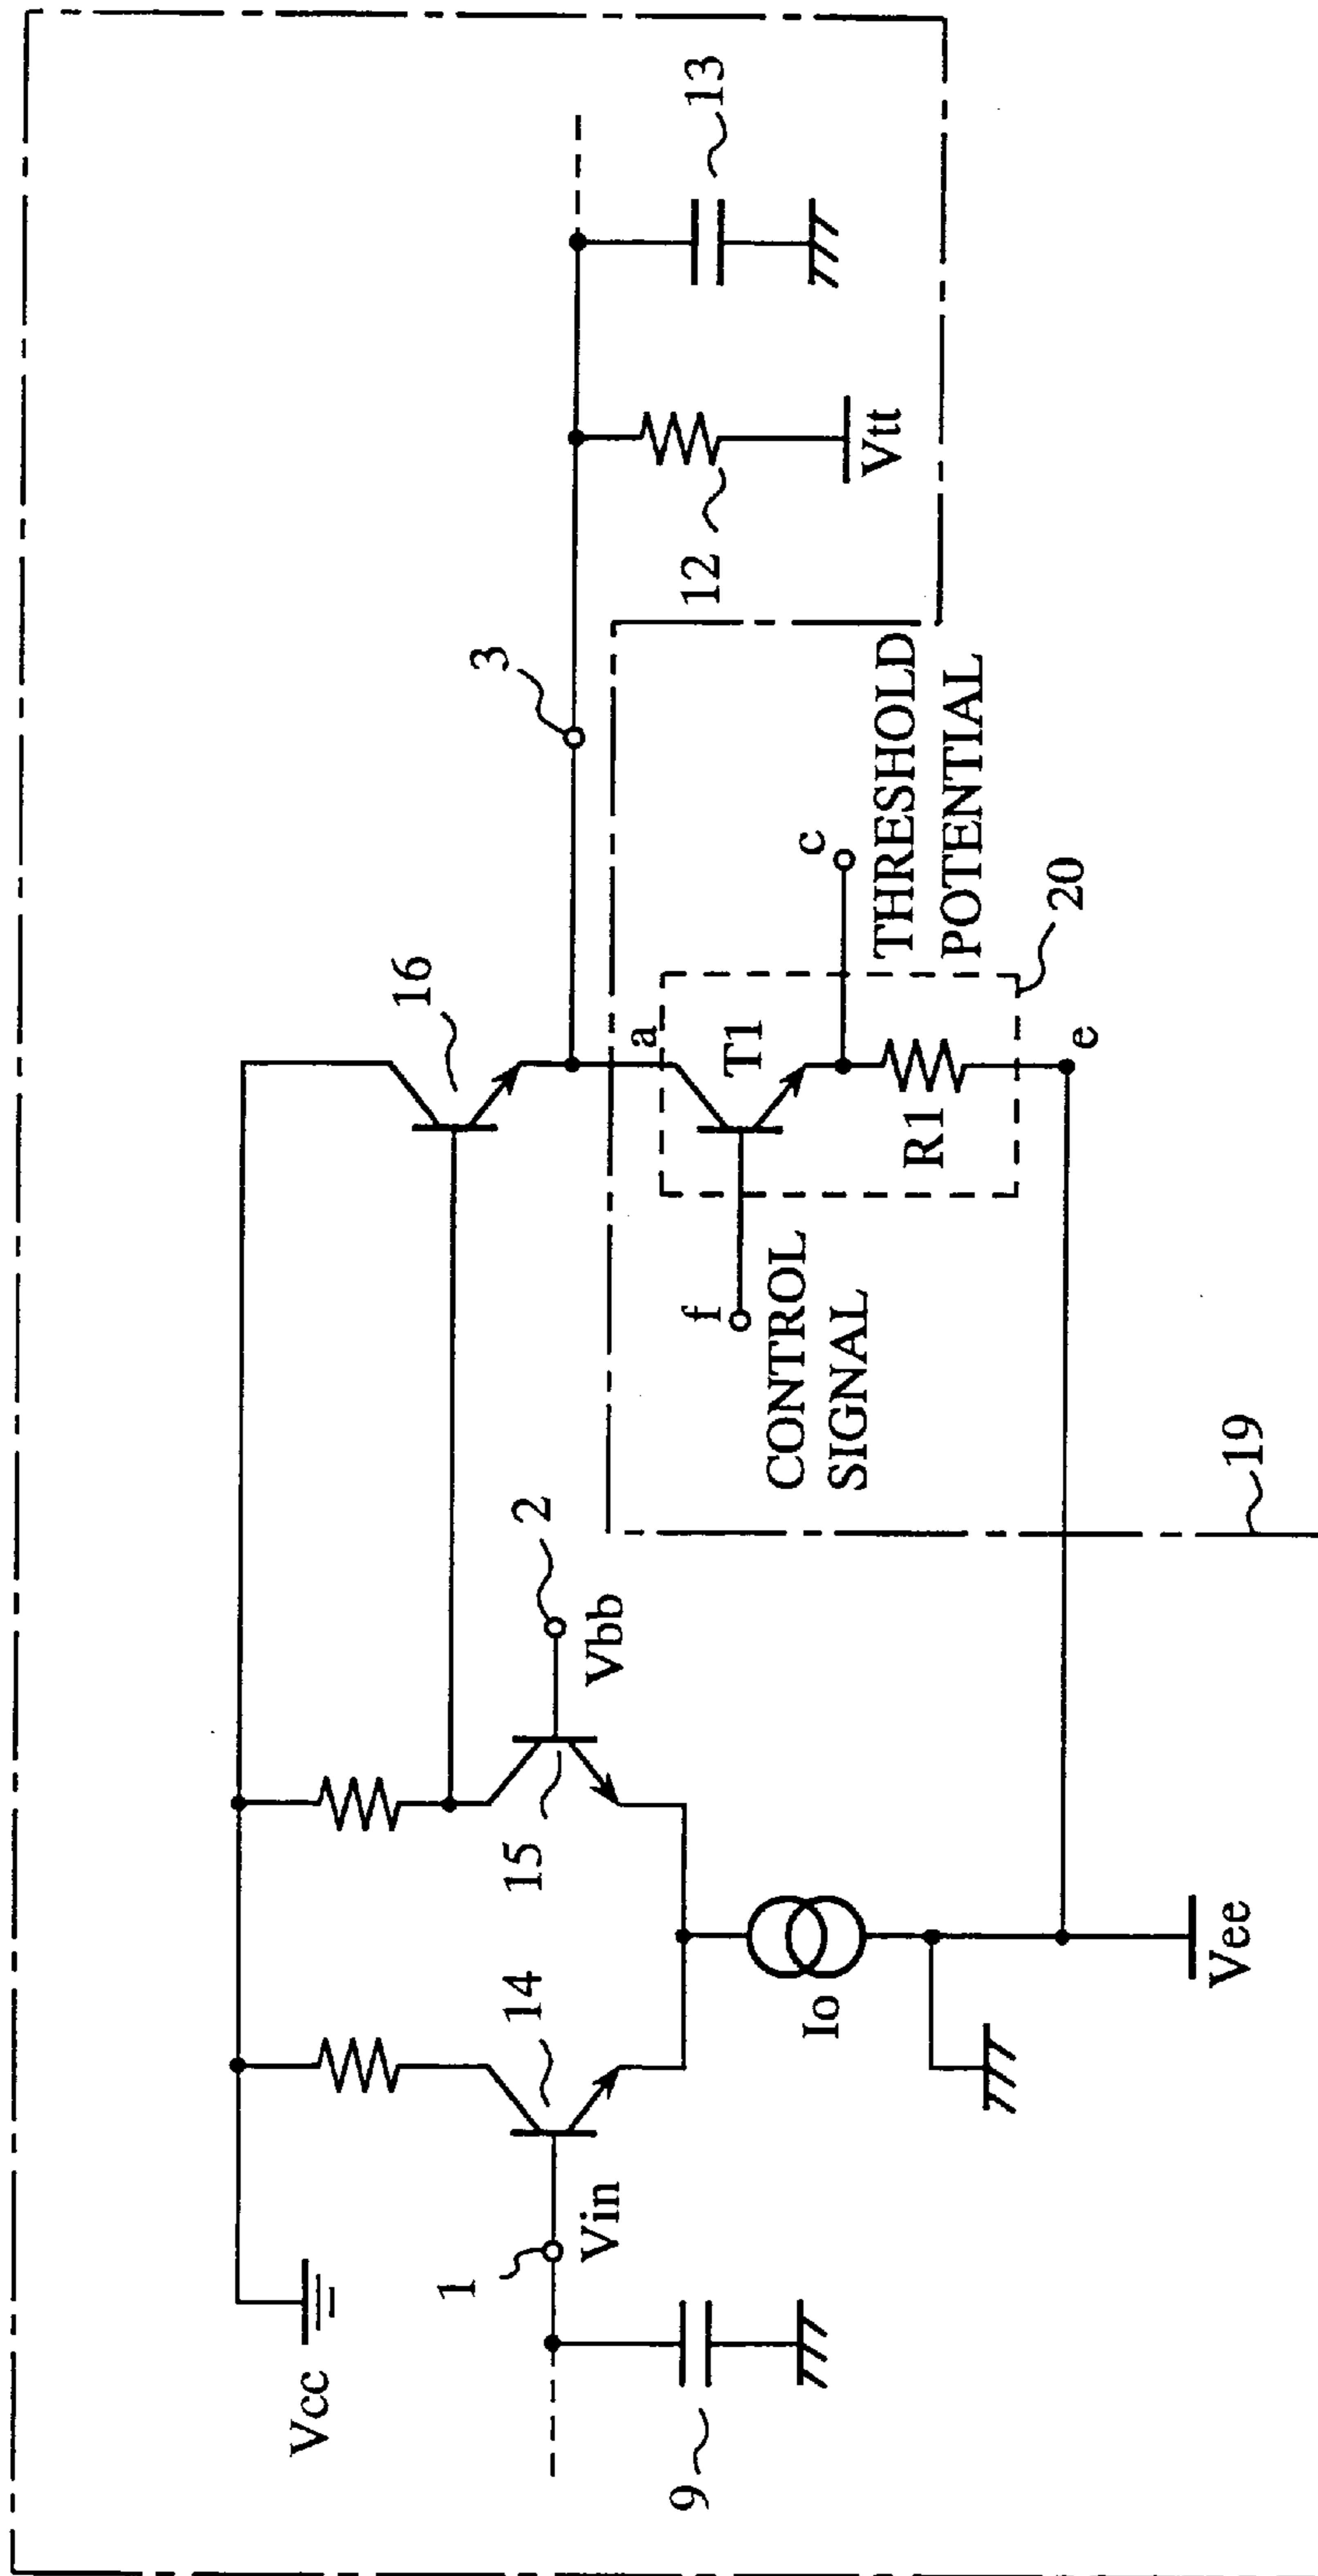 Vcc
9
1
Vin
14
15
2
Vbb
Io
Vee
16
3
a
T1
f
CONTROL
SIGNAL
R1
c
THRESHOLD
POTENTIAL
20
e
19
12
Vtt
13